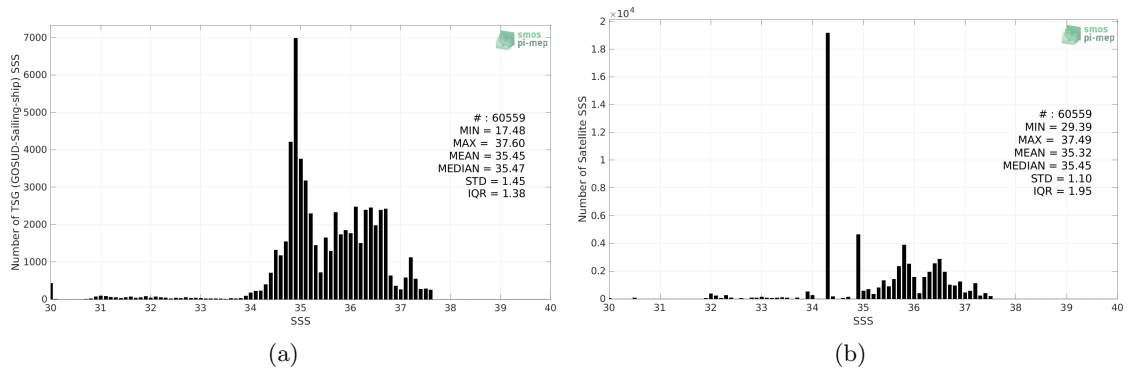 7000
6000
5000
4000
3000
2000
1000
0
30
32
34
36
38
40
Number of TSG (GOSUD-Sailing-ship) SSS
SSS
smos
pi-mep
# : 60559
MIN = 17.48
MAX = 37.60
MEAN = 35.45
MEDIAN = 35.47
STD = 1.45
IQR = 1.38
(a)
×10⁴
2
1.8
1.6
1.4
1.2
1
0.8
0.6
0.4
0.2
0
30
31
32
33
34
35
36
37
38
39
40
Number of Satellite SSS
SSS
smos
pi-mep
# : 60559
MIN = 29.39
MAX = 37.49
MEAN = 35.32
MEDIAN = 35.45
STD = 1.10
IQR = 1.95
(b)